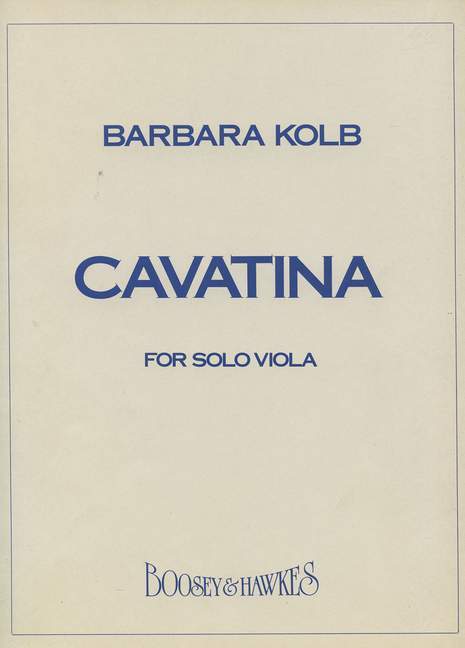 BARBARA KOLB
CAVATINA
FOR SOLO VIOLA
BOOSEY & HAWKES